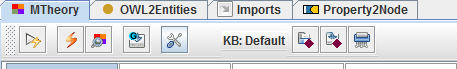 MTheory OWL2Entities Imports Property2Node
KB: Default